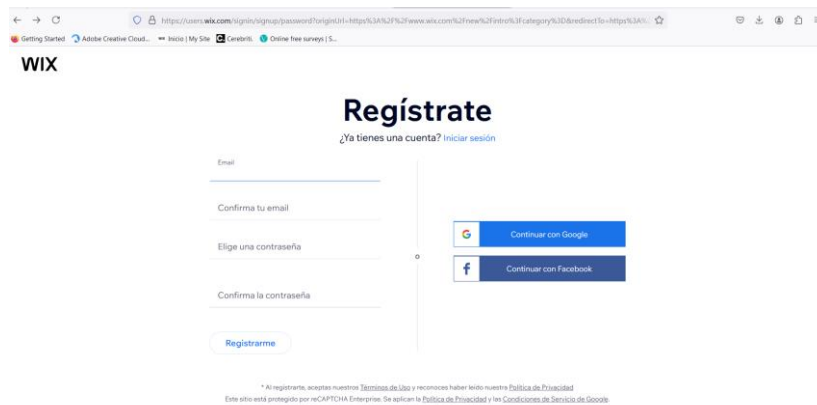 https://users.wix.com/signin/signup/password?originUrl=https%3A%2F%2Fwww.wix.com%2Fnew%2Fintro%3Fcategory%3D&redirectTo=https%3A%
Getting Started Adobe Creative Cloud... Inicio | My Site Cerebriti. Online free surveys | S...
WIX
Regístrate
¿Ya tienes una cuenta? Iniciar sesión
Email
Confirma tu email
Elige una contraseña
Confirma la contraseña
Registrarme
o
Continuar con Google
Continuar con Facebook
* Al registrarte, aceptas nuestros Términos de Uso y reconoces haber leído nuestra Política de Privacidad
Este sitio está protegido por reCAPTCHA Enterprise. Se aplican la Política de Privacidad y las Condiciones de Servicio de Google.